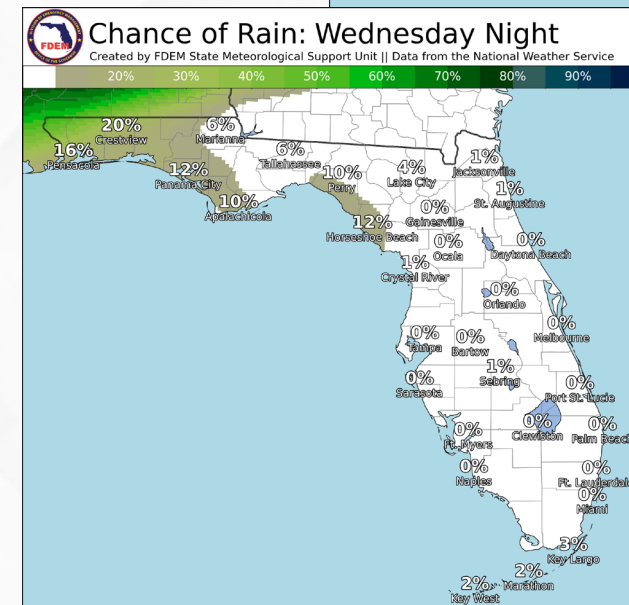 Chance of Rain: Wednesday Night
Created by FDEM State Meteorological Support Unit || Data from the National Weather Service
FDEM
20% 30% 40% 50% 60% 70% 80% 90%
20%
Crestview
6%
Marianna
16%
Pensacola
12%
Panama City
10%
Apalachicola
6%
Tallahassee
10%
Perry
4%
Lake City
1%
Jacksonville
1%
St. Augustine
12%
Horseshoe Beach
0%
Gainesville
0%
Ocala
0%
Daytona Beach
1%
Crystal River
0%
Orlando
0%
Melbourne
0%
Tampa
0%
Bartow
1%
Sebring
0%
Sarasota
0%
Port St. Lucie
0%
Ft. Myers
0%
Clewiston
0%
Palm Beach
0%
Naples
0%
Ft. Lauderdale
0%
Miami
3%
Key Largo
2%
Marathon
2%
Key West